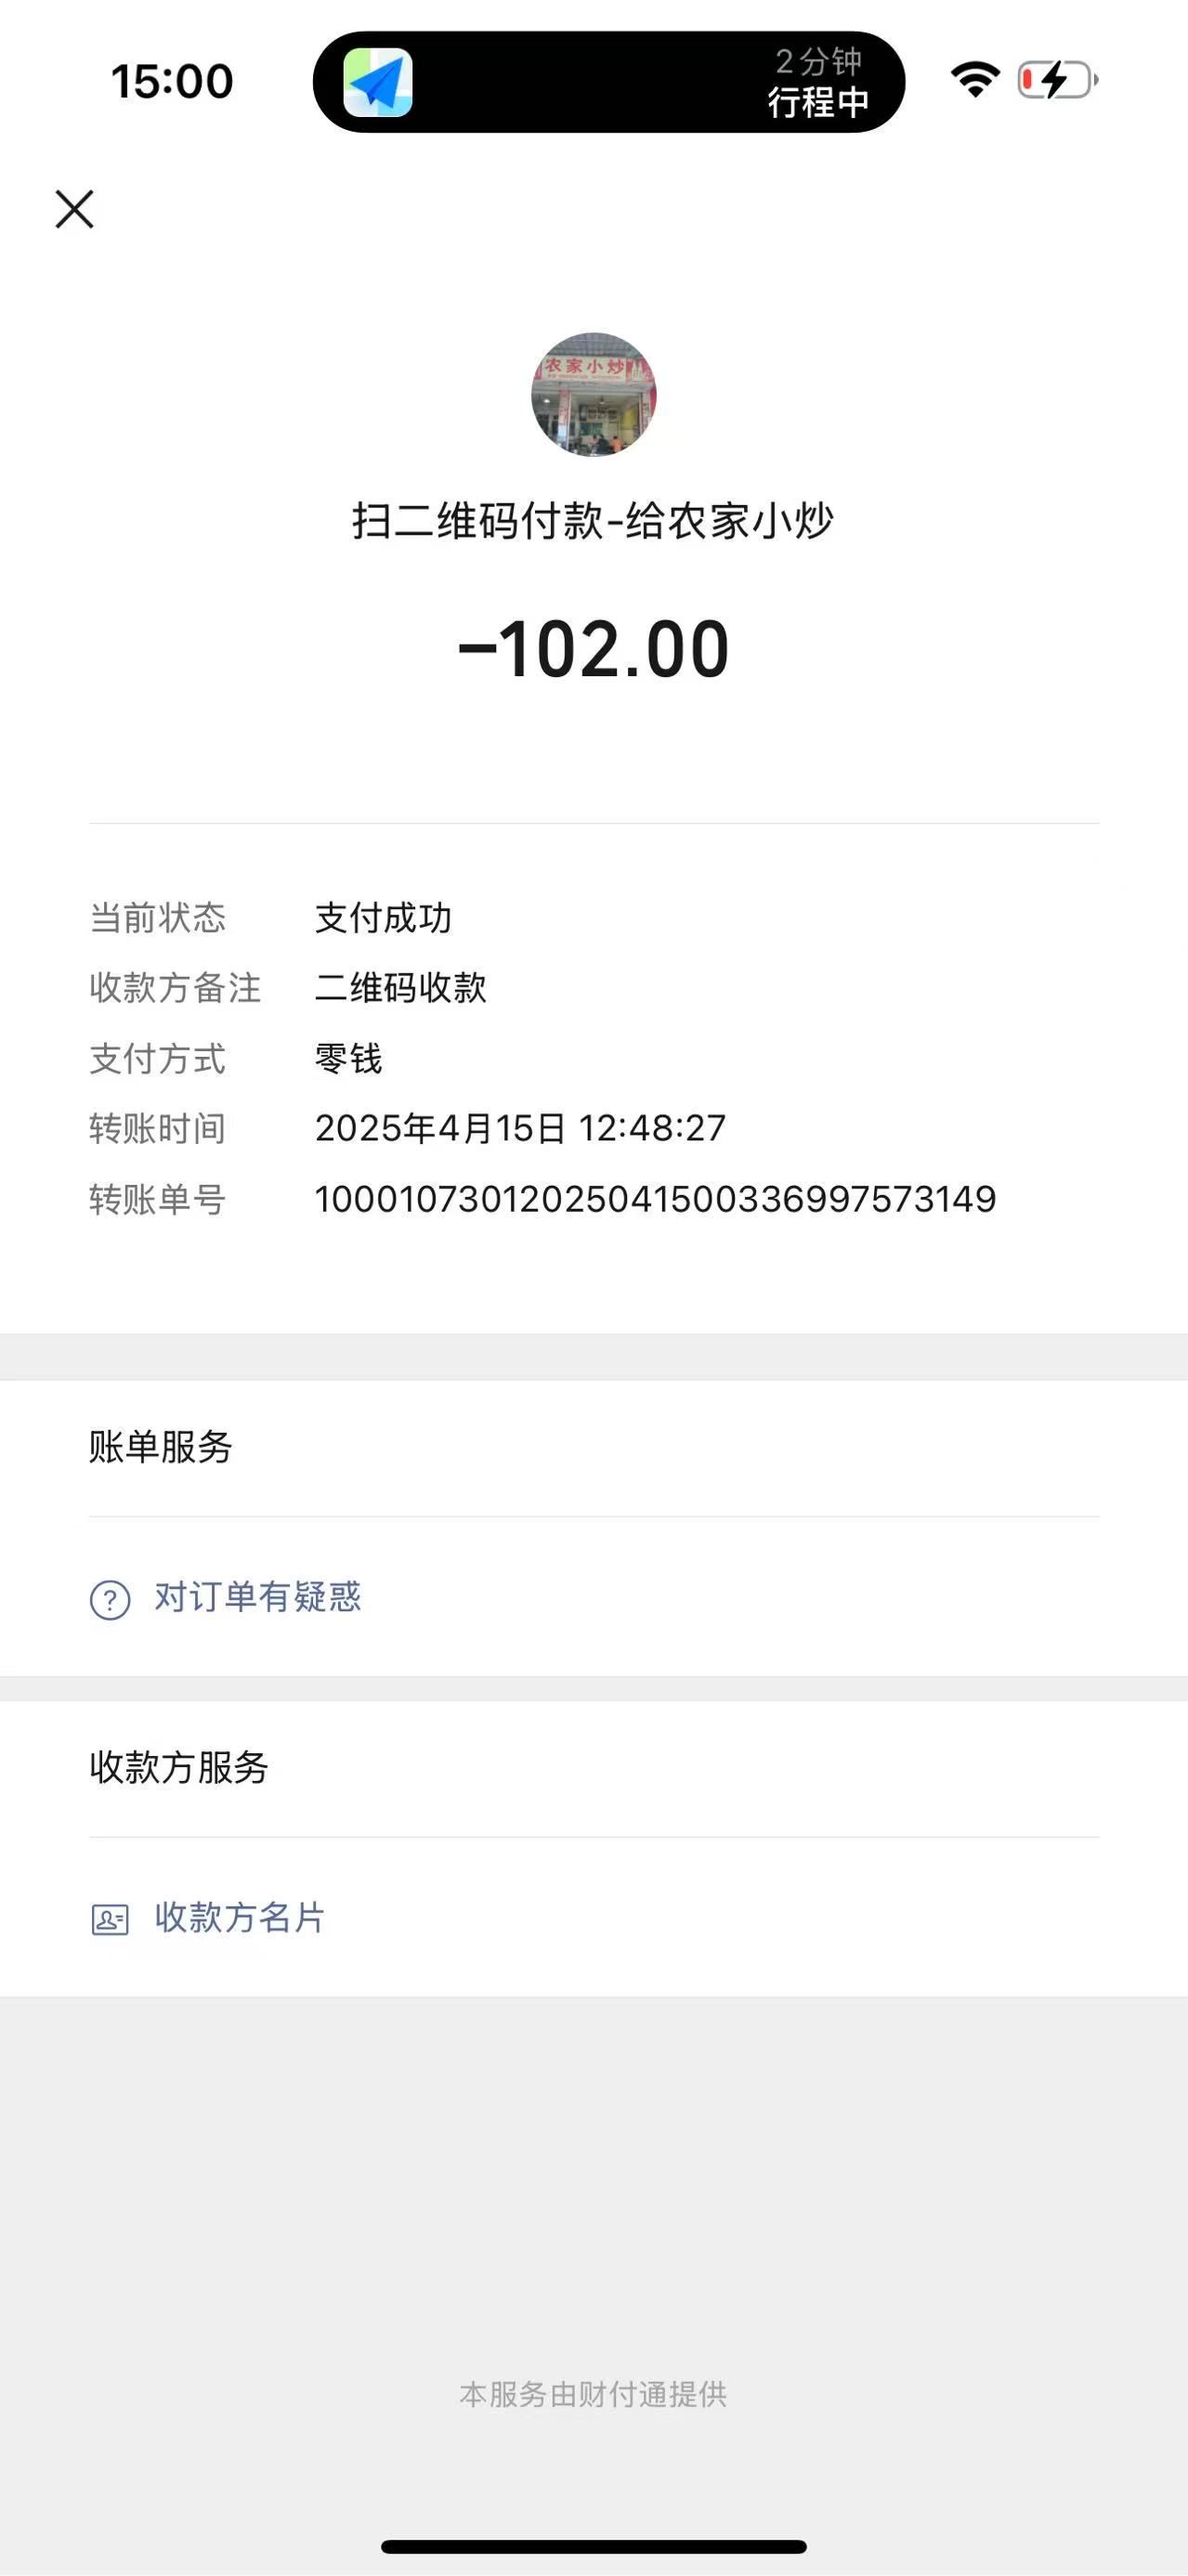 15:00
2分钟
行程中
农家小炒
扫二维码付款-给农家小炒
-102.00
当前状态 支付成功
收款方备注 二维码收款
支付方式 零钱
转账时间 2025年4月15日 12:48:27
转账单号 10001073012025041500336997573149
账单服务
对订单有疑惑
收款方服务
收款方名片
本服务由财付通提供